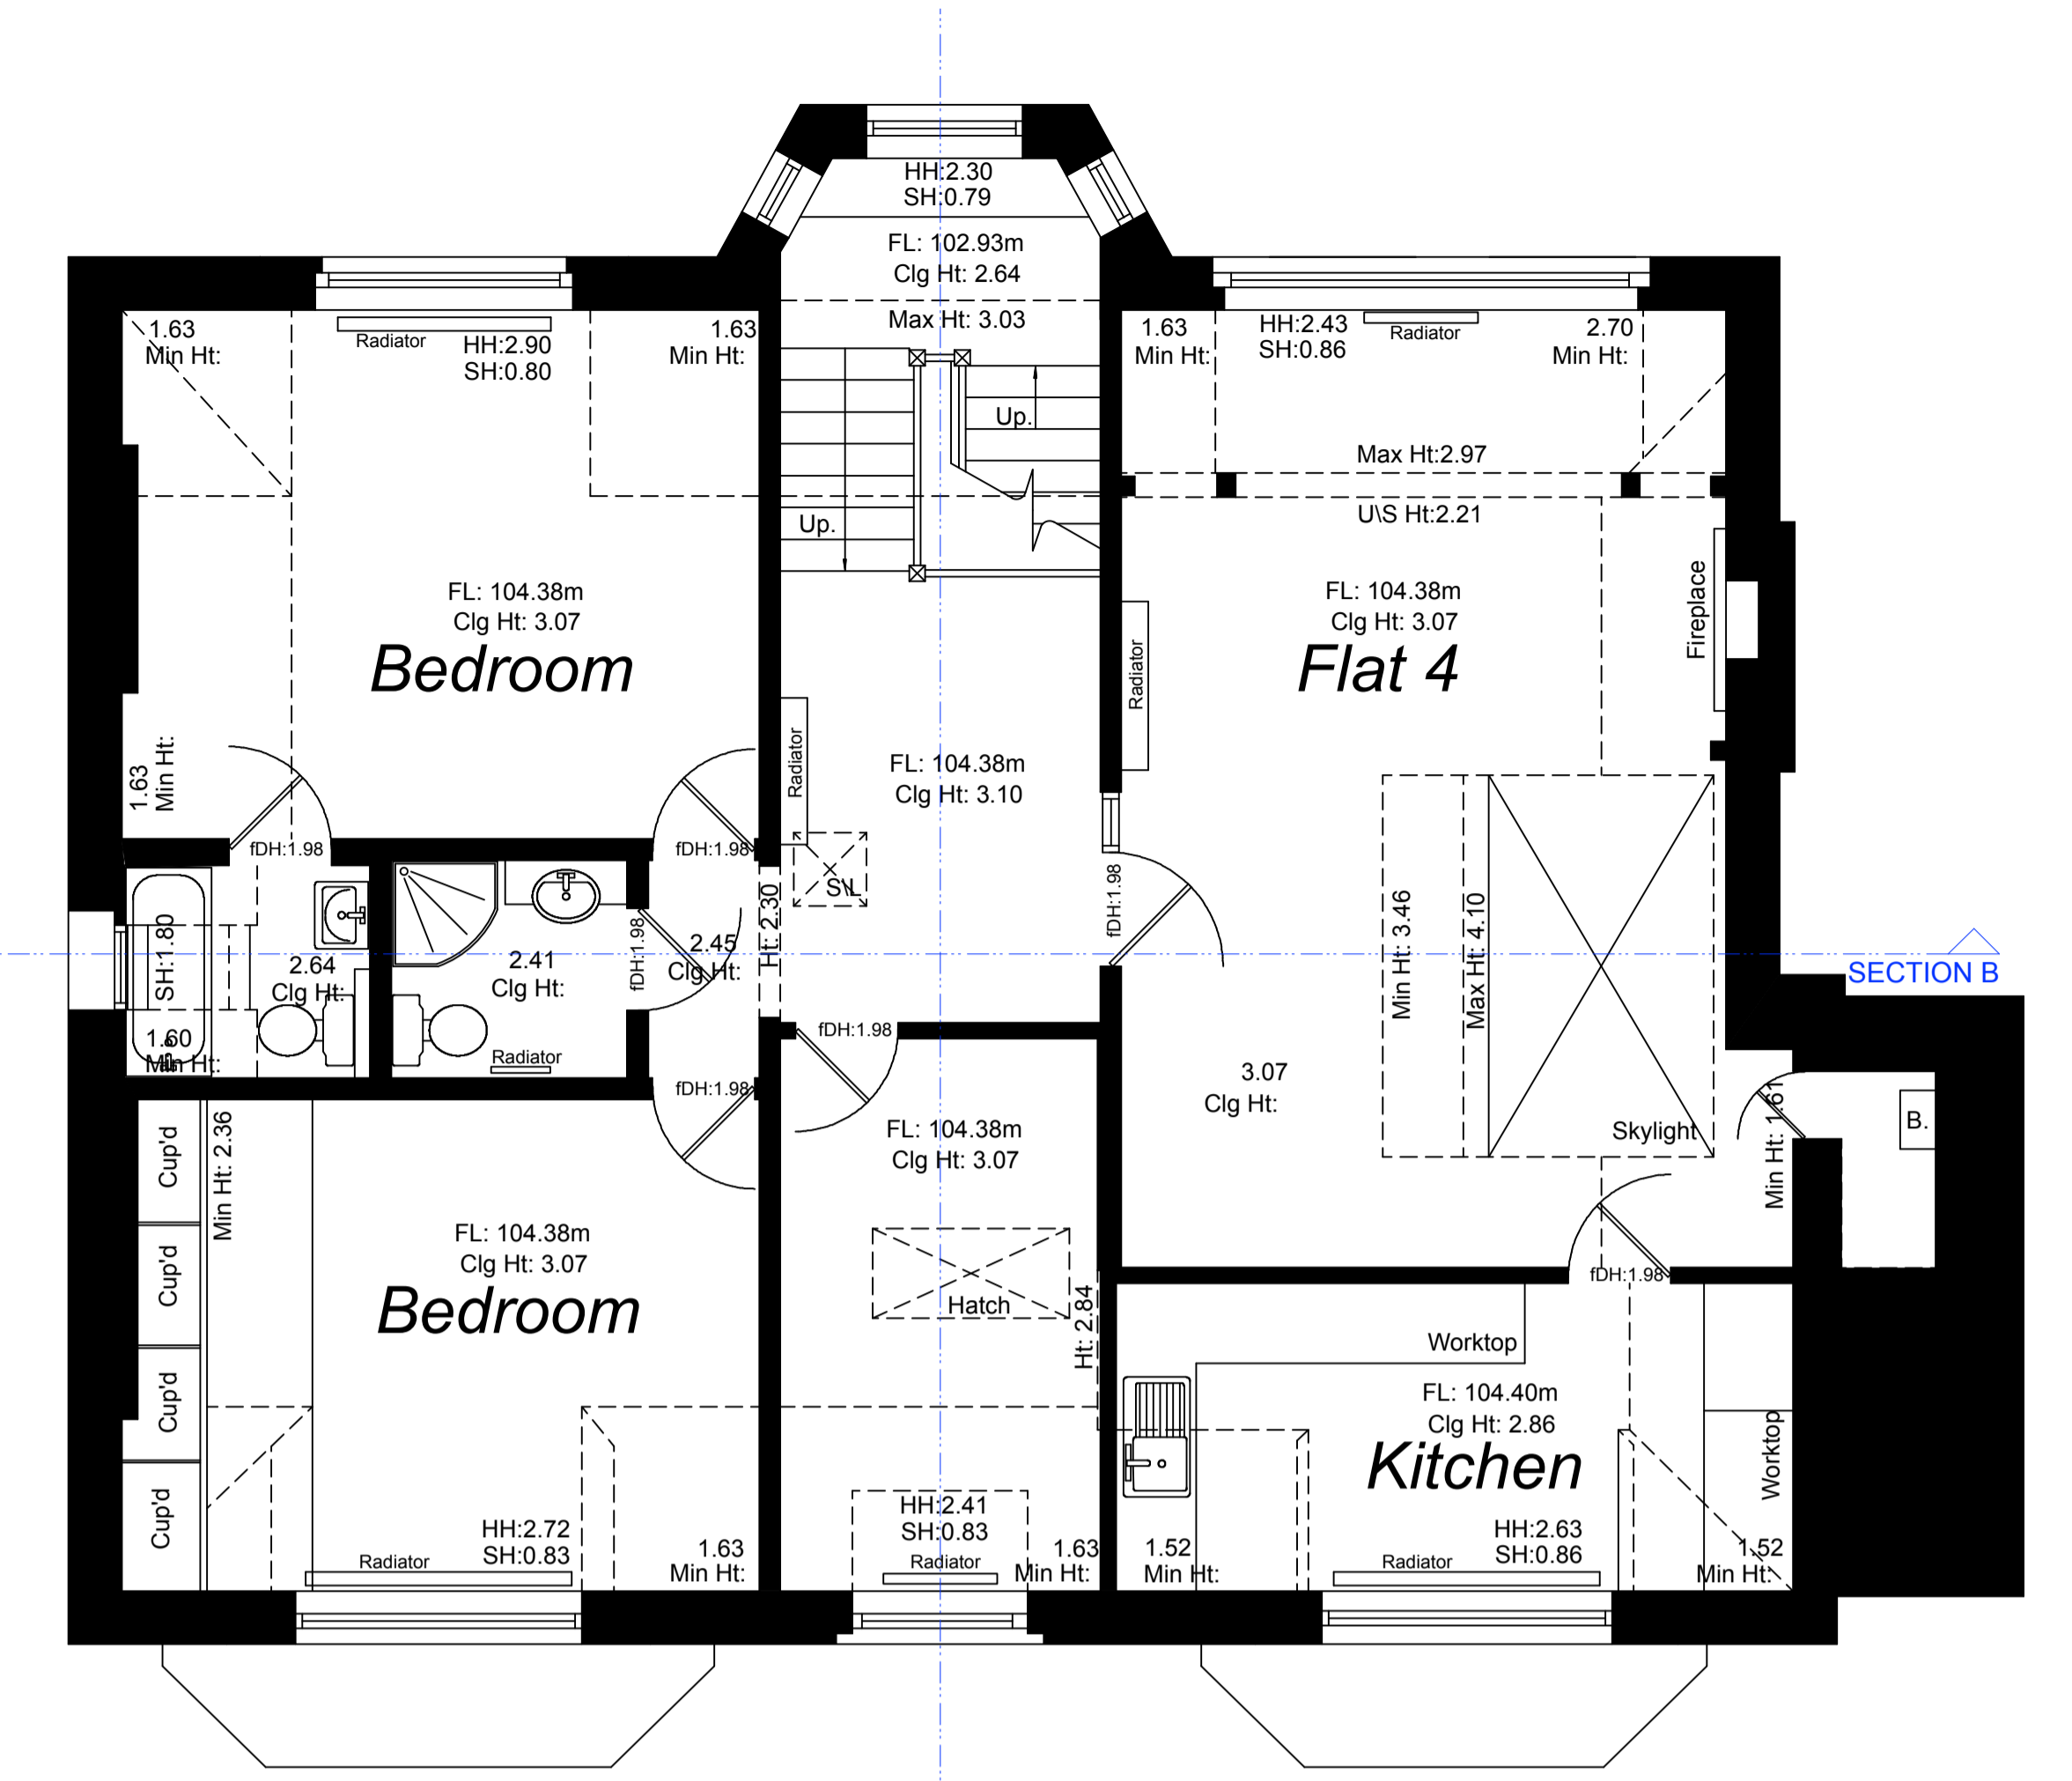 HH:2.30
SH:0.79
FL: 102.93m
Clg Ht: 2.64
Max Ht: 3.03
1.63
Min Ht:
Radiator
HH:2.90
SH:0.80
1.63
Min Ht:
Up.
Up.
1.63
Min Ht:
HH:2.43
SH:0.86
Radiator
2.70
Min Ht:
Max Ht:2.97
U\S Ht:2.21
FL: 104.38m
Clg Ht: 3.07
Bedroom
1.63
Min Ht:
FL: 104.38m
Clg Ht: 3.07
Flat 4
Fireplace
Radiator
Radiator
FL: 104.38m
Clg Ht: 3.10
S\L
fDH:1.98
fDH:1.98
Ht: 2.30
fDH:1.98
SH:1.80
2.64
Clg Ht:
1.60
Min Ht:
2.41
Clg Ht:
Radiator
fDH:1.98
2.45
Clg Ht:
fDH:1.98
fDH:1.98
Min Ht: 3.46
Max Ht: 4.10
SECTION B
3.07
Clg Ht:
Skylight
Min Ht: 1.61
B.
Cup'd
Cup'd
Cup'd
Cup'd
Min Ht: 2.36
FL: 104.38m
Clg Ht: 3.07
Bedroom
HH:2.72
SH:0.83
Radiator
1.63
Min Ht:
FL: 104.38m
Clg Ht: 3.07
Hatch
Ht: 2.84
HH:2.41
SH:0.83
Radiator
1.63
Min Ht:
fDH:1.98
Worktop
FL: 104.40m
Clg Ht: 2.86
Kitchen
Worktop
1.52
Min Ht:
HH:2.63
SH:0.86
Radiator
1.52
Min Ht: